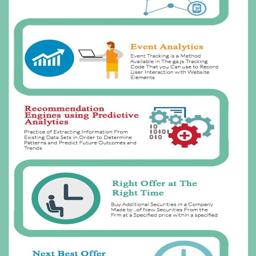 Event Analytics
Event Tracking is a Method
Available in The ga.js Tracking
Code That you Can use to Record
User Interaction with Website
Elements
Recommendation
Engines using Predictive
Analytics
Practice of Extracting Information From
Existing Data Sets in Order to Determine
Patterns and Predict Future Outcomes and
Trends
Right Offer at The
Right Time
Buy Additional Securities in a Company
Made to ..of New Securities From the
Firm at a Specified price within a specified
Next Best Offer